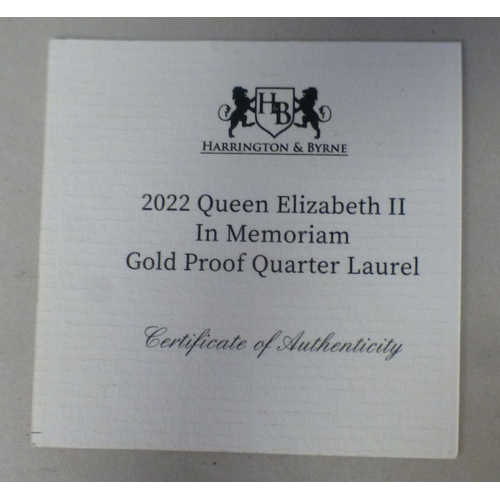 HB
HARRINGTON & BYRNE
2022 Queen Elizabeth II
In Memoriam
Gold Proof Quarter Laurel
Certificate of Authenticity